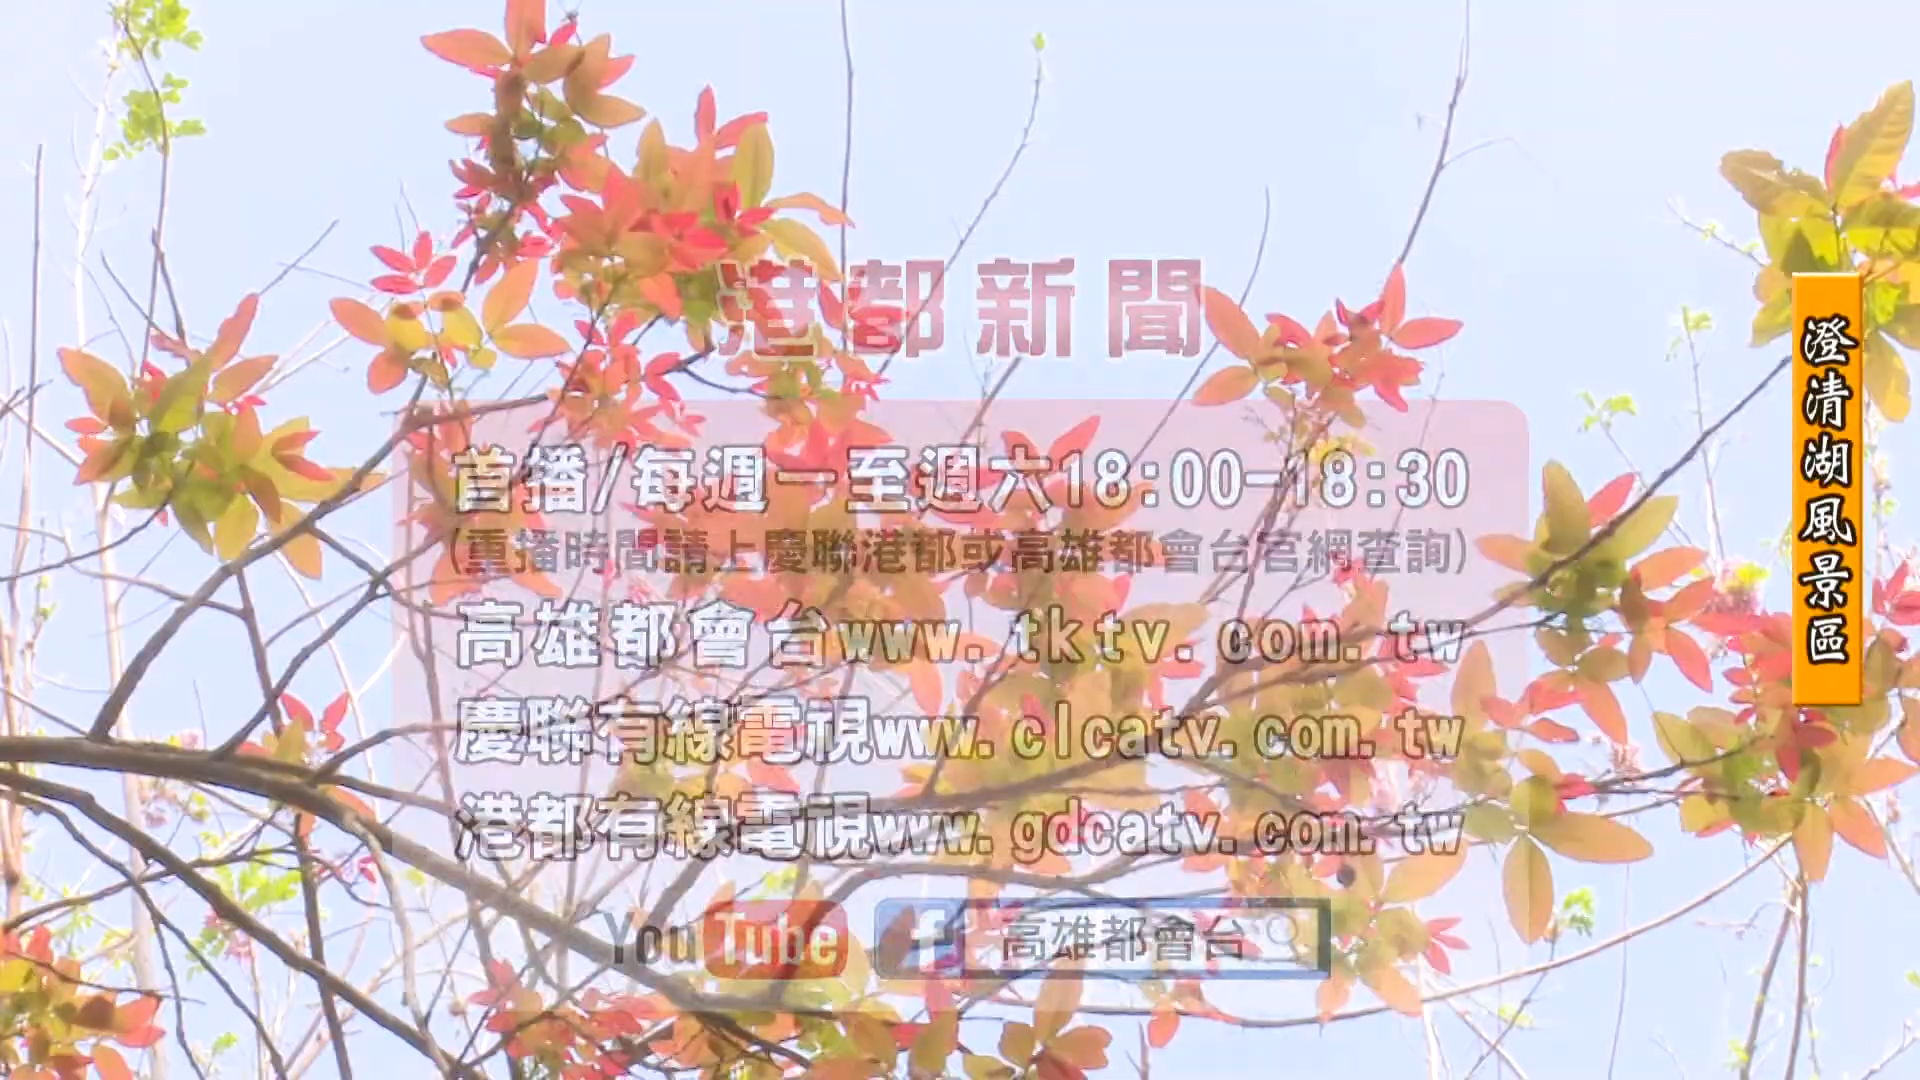 港都新聞
首播/每週一至週六18:00-18:30
(重播時間請上慶聯港都或高雄都會台官網查詢)
高雄都會台www.tktv.com.tw
慶聯有線電視www.clcatv.com.tw
港都有線電視www.gdcatv.com.tw
YouTube f 高雄都會台
澄清湖風景區